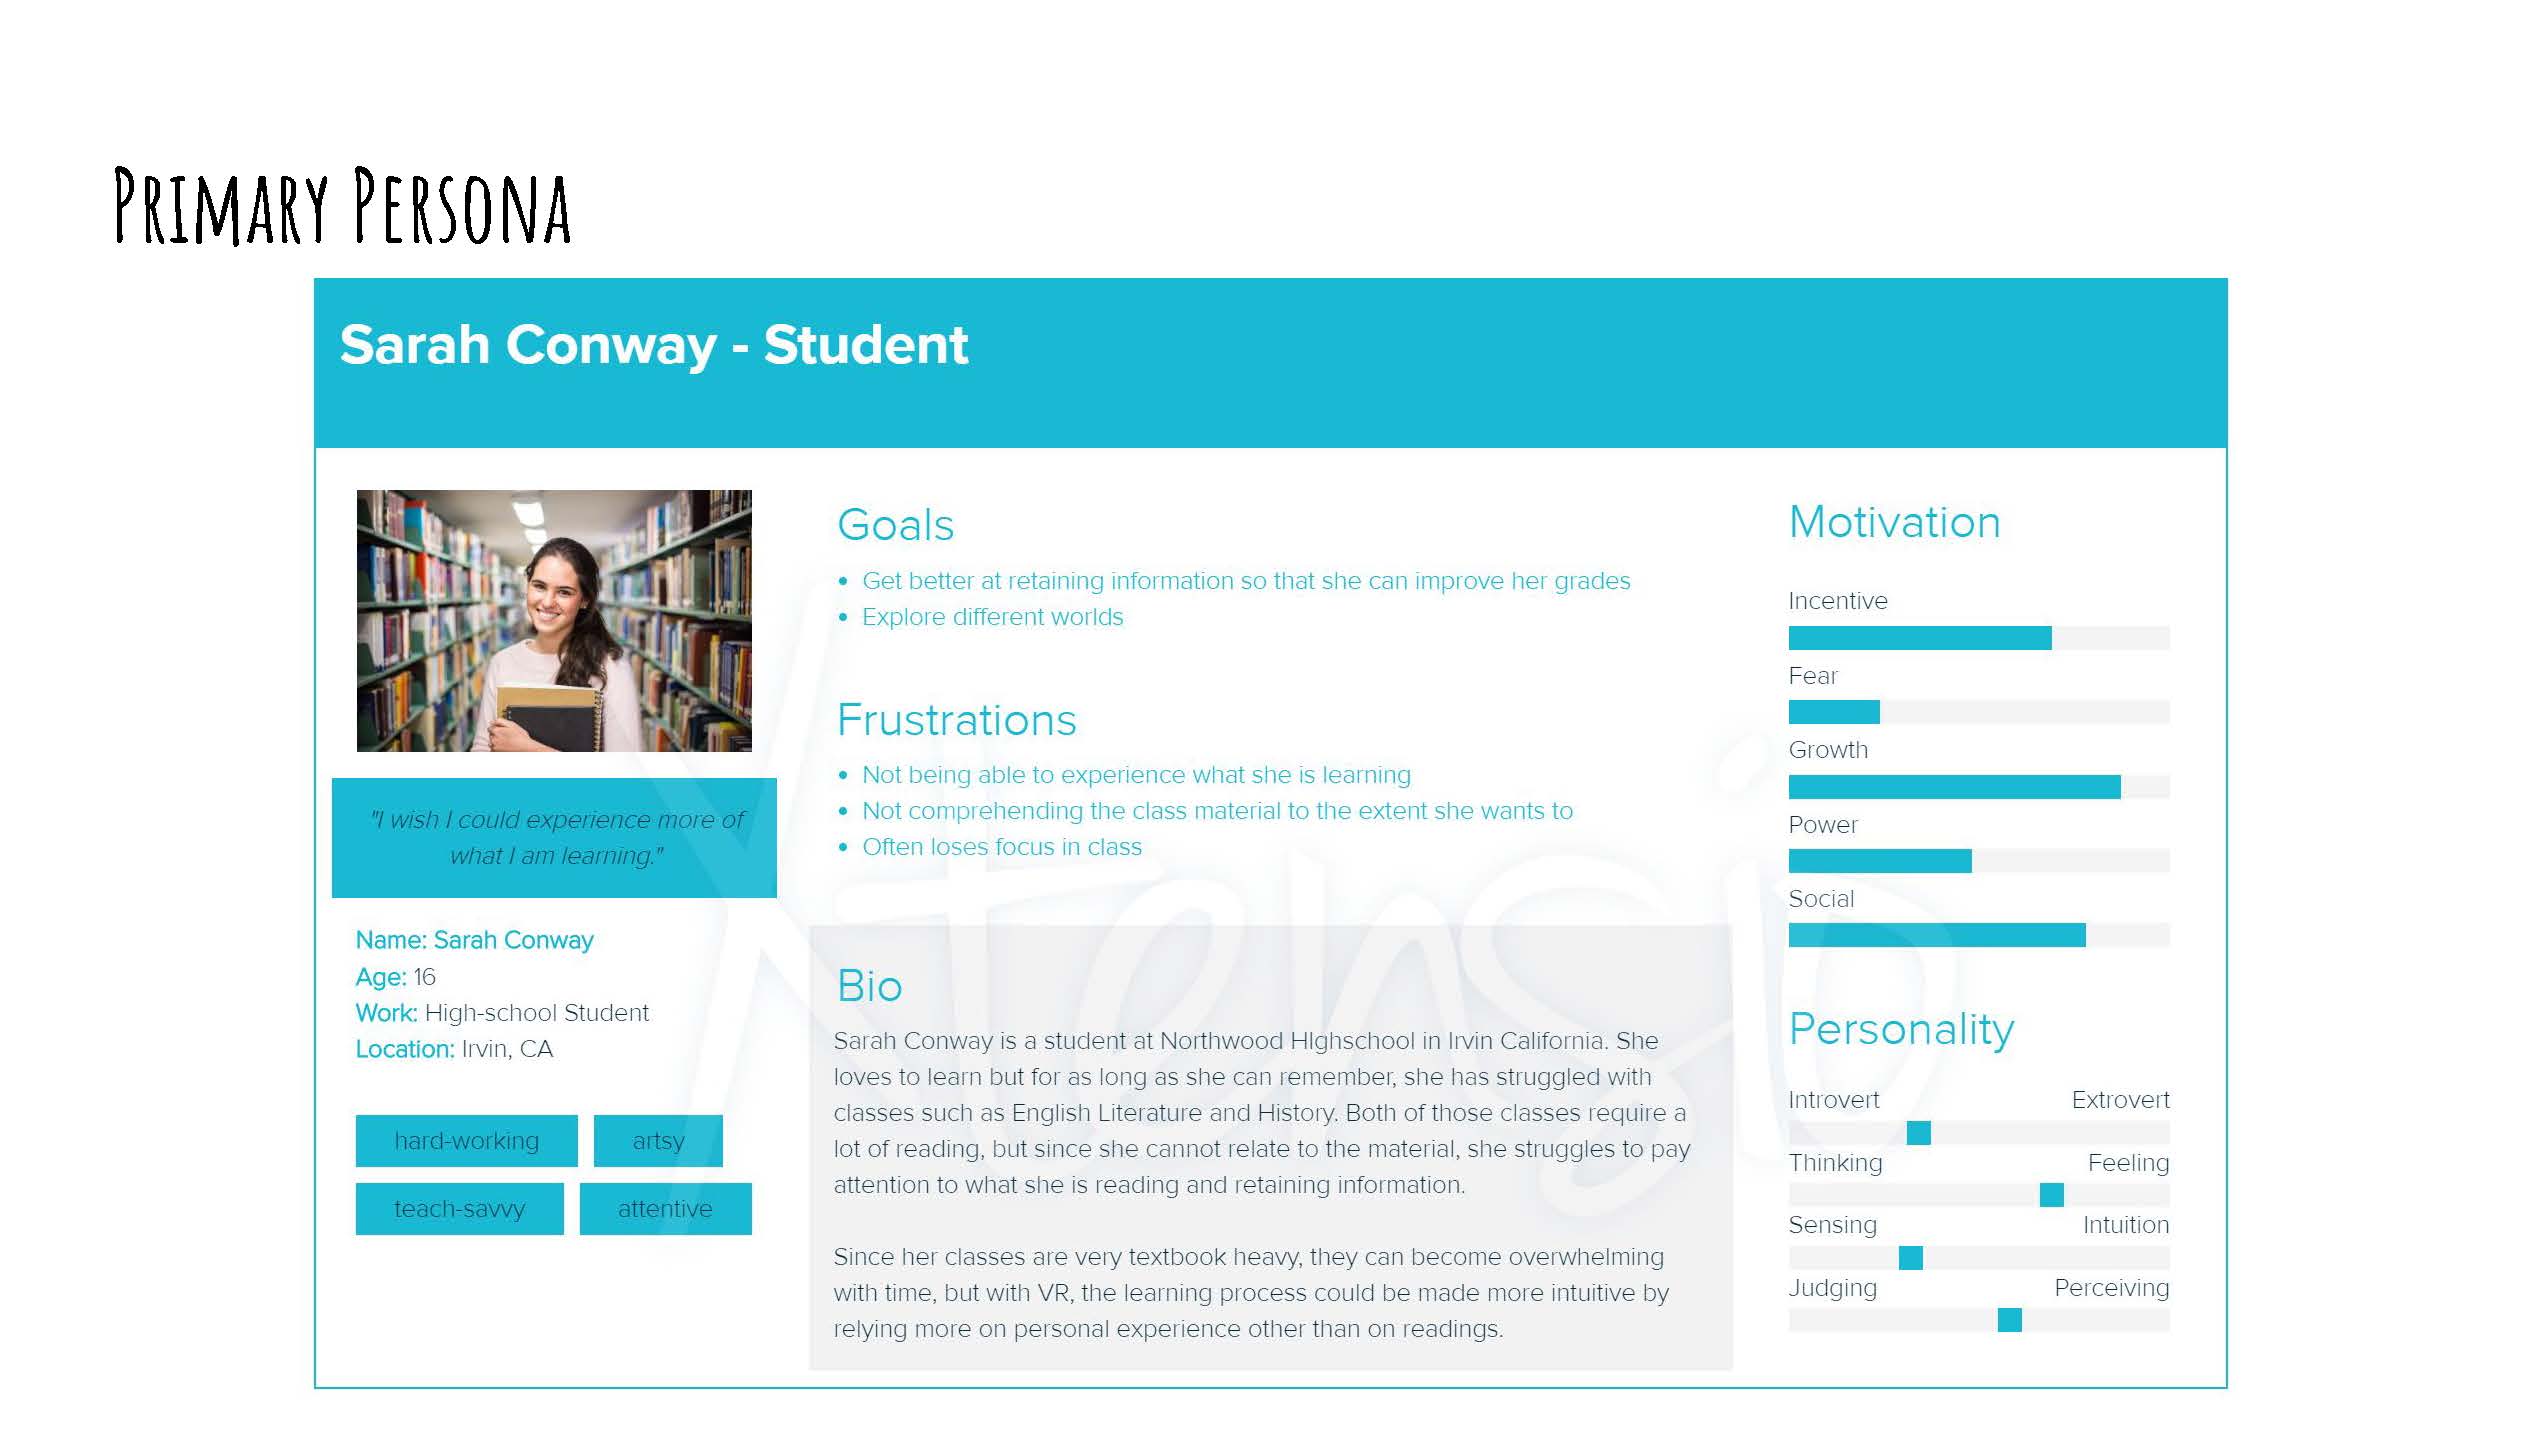 Primary Persona
Sarah Conway - Student
"I wish I could experience more of
what I am learning."
Name: Sarah Conway
Age: 16
Work: High-school Student
Location: Irvin, CA
hard-working
artsy
teach-savvy
attentive
Goals
• Get better at retaining information so that she can improve her grades
• Explore different worlds
Frustrations
• Not being able to experience what she is learning
• Not comprehending the class material to the extent she wants to
• Often loses focus in class
Bio
Sarah Conway is a student at Northwood HIghschool in Irvin California. She
loves to learn but for as long as she can remember, she has struggled with
classes such as English Literature and History. Both of those classes require a
lot of reading, but since she cannot relate to the material, she struggles to pay
attention to what she is reading and retaining information.
Since her classes are very textbook heavy, they can become overwhelming
with time, but with VR, the learning process could be made more intuitive by
relying more on personal experience other than on readings.
Motivation
Incentive
Fear
Growth
Power
Social
Personality
Introvert Extrovert
Thinking Feeling
Sensing Intuition
Judging Perceiving
Xtensio